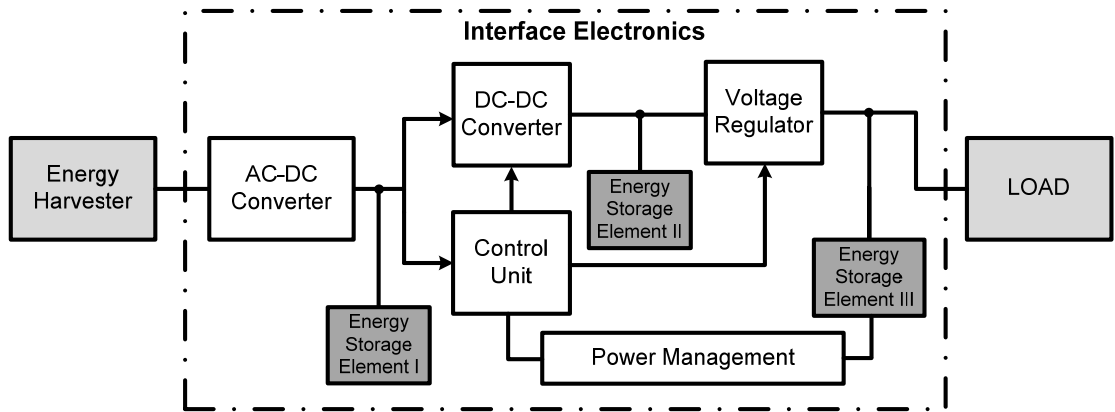 Interface Electronics
Energy
Harvester
AC-DC
Converter
DC-DC
Converter
Voltage
Regulator
Energy
Storage
Element II
Control
Unit
Energy
Storage
Element I
Energy
Storage
Element III
Power Management
LOAD